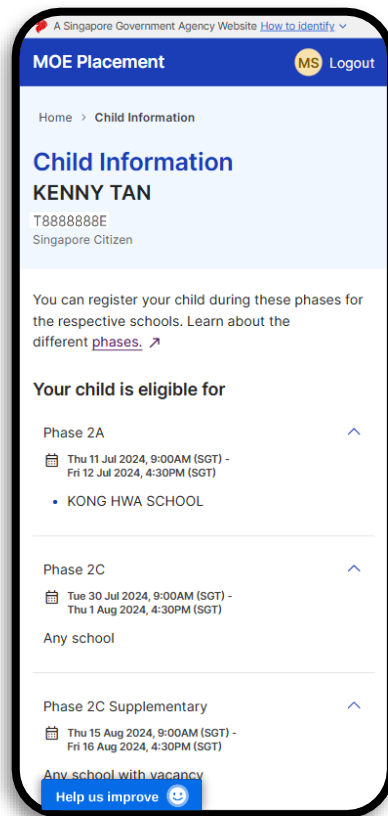 A Singapore Government Agency Website How to identify
MOE Placement
MS Logout
Home > Child Information
Child Information
KENNY TAN
T8888888E
Singapore Citizen
You can register your child during these phases for
the respective schools. Learn about the
different phases.
Your child is eligible for
Phase 2A
Thu 11 Jul 2024, 9:00AM (SGT) -
Fri 12 Jul 2024, 4:30PM (SGT)
• KONG HWA SCHOOL
Phase 2C
Tue 30 Jul 2024, 9:00AM (SGT) -
Thu 1 Aug 2024, 4:30PM (SGT)
Any school
Phase 2C Supplementary
Thu 15 Aug 2024, 9:00AM (SGT) -
Fri 16 Aug 2024, 4:30PM (SGT)
Any school with vacancy
Help us improve